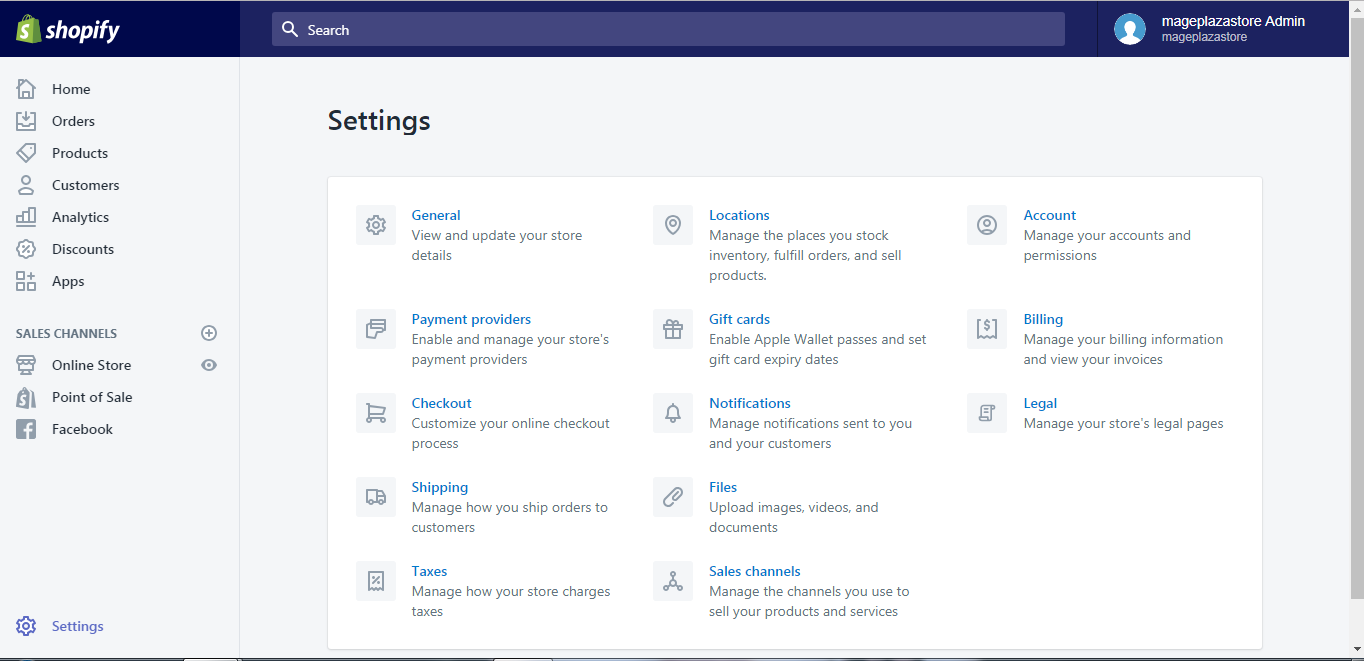 shopify
Search
mageplazastore Admin
mageplazastore
Home
Orders
Products
Customers
Analytics
Discounts
Apps
SALES CHANNELS
Online Store
Point of Sale
Facebook
Settings
Settings
General
View and update your store
details
Locations
Manage the places you stock
inventory, fulfill orders, and sell
products.
Account
Manage your accounts and
permissions
Payment providers
Enable and manage your store's
payment providers
Gift cards
Enable Apple Wallet passes and set
gift card expiry dates
Billing
Manage your billing information
and view your invoices
Checkout
Customize your online checkout
process
Notifications
Manage notifications sent to you
and your customers
Legal
Manage your store's legal pages
Shipping
Manage how you ship orders to
customers
Files
Upload images, videos, and
documents
Taxes
Manage how your store charges
taxes
Sales channels
Manage the channels you use to
sell your products and services